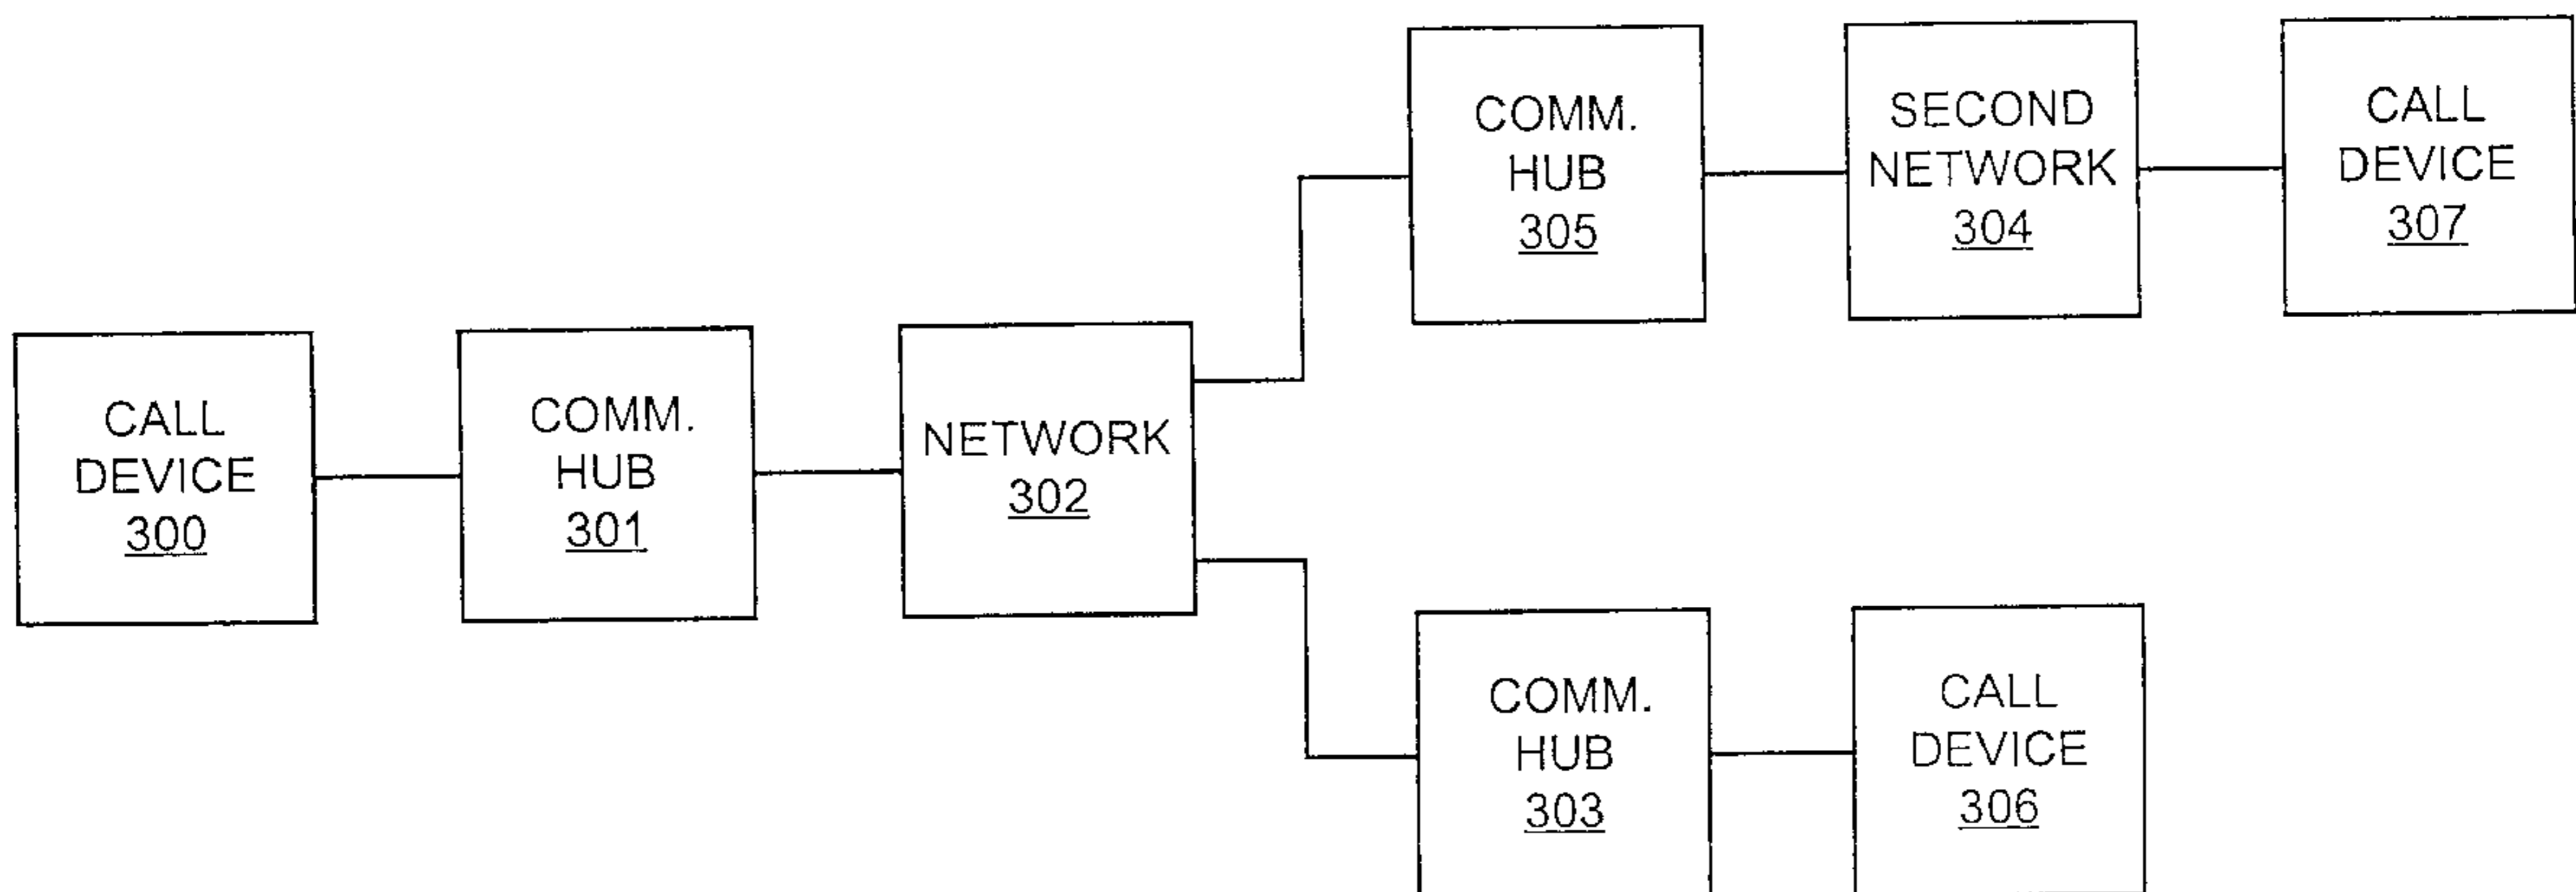 CALL
DEVICE
300
COMM.
HUB
301
NETWORK
302
COMM.
HUB
305
SECOND
NETWORK
304
CALL
DEVICE
307
COMM.
HUB
303
CALL
DEVICE
306